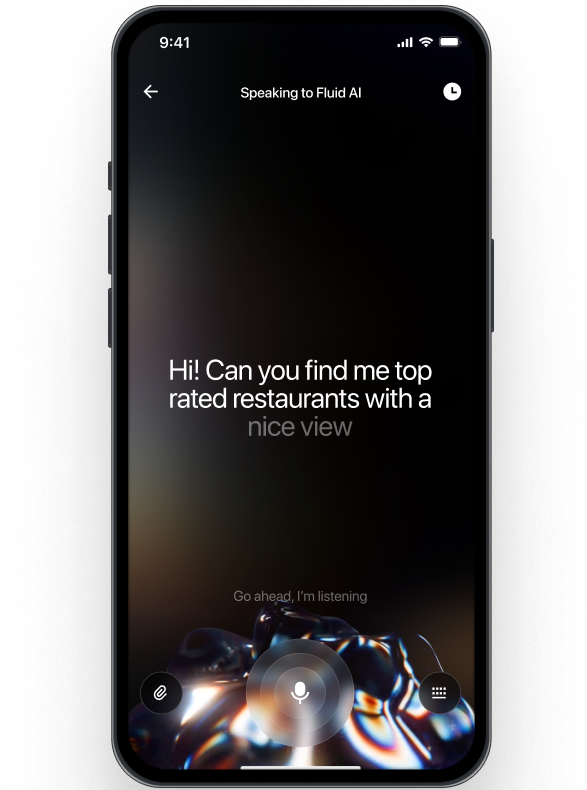 9:41
Speaking to Fluid AI
Hi! Can you find me top
rated restaurants with a
nice view
Go ahead, I'm listening